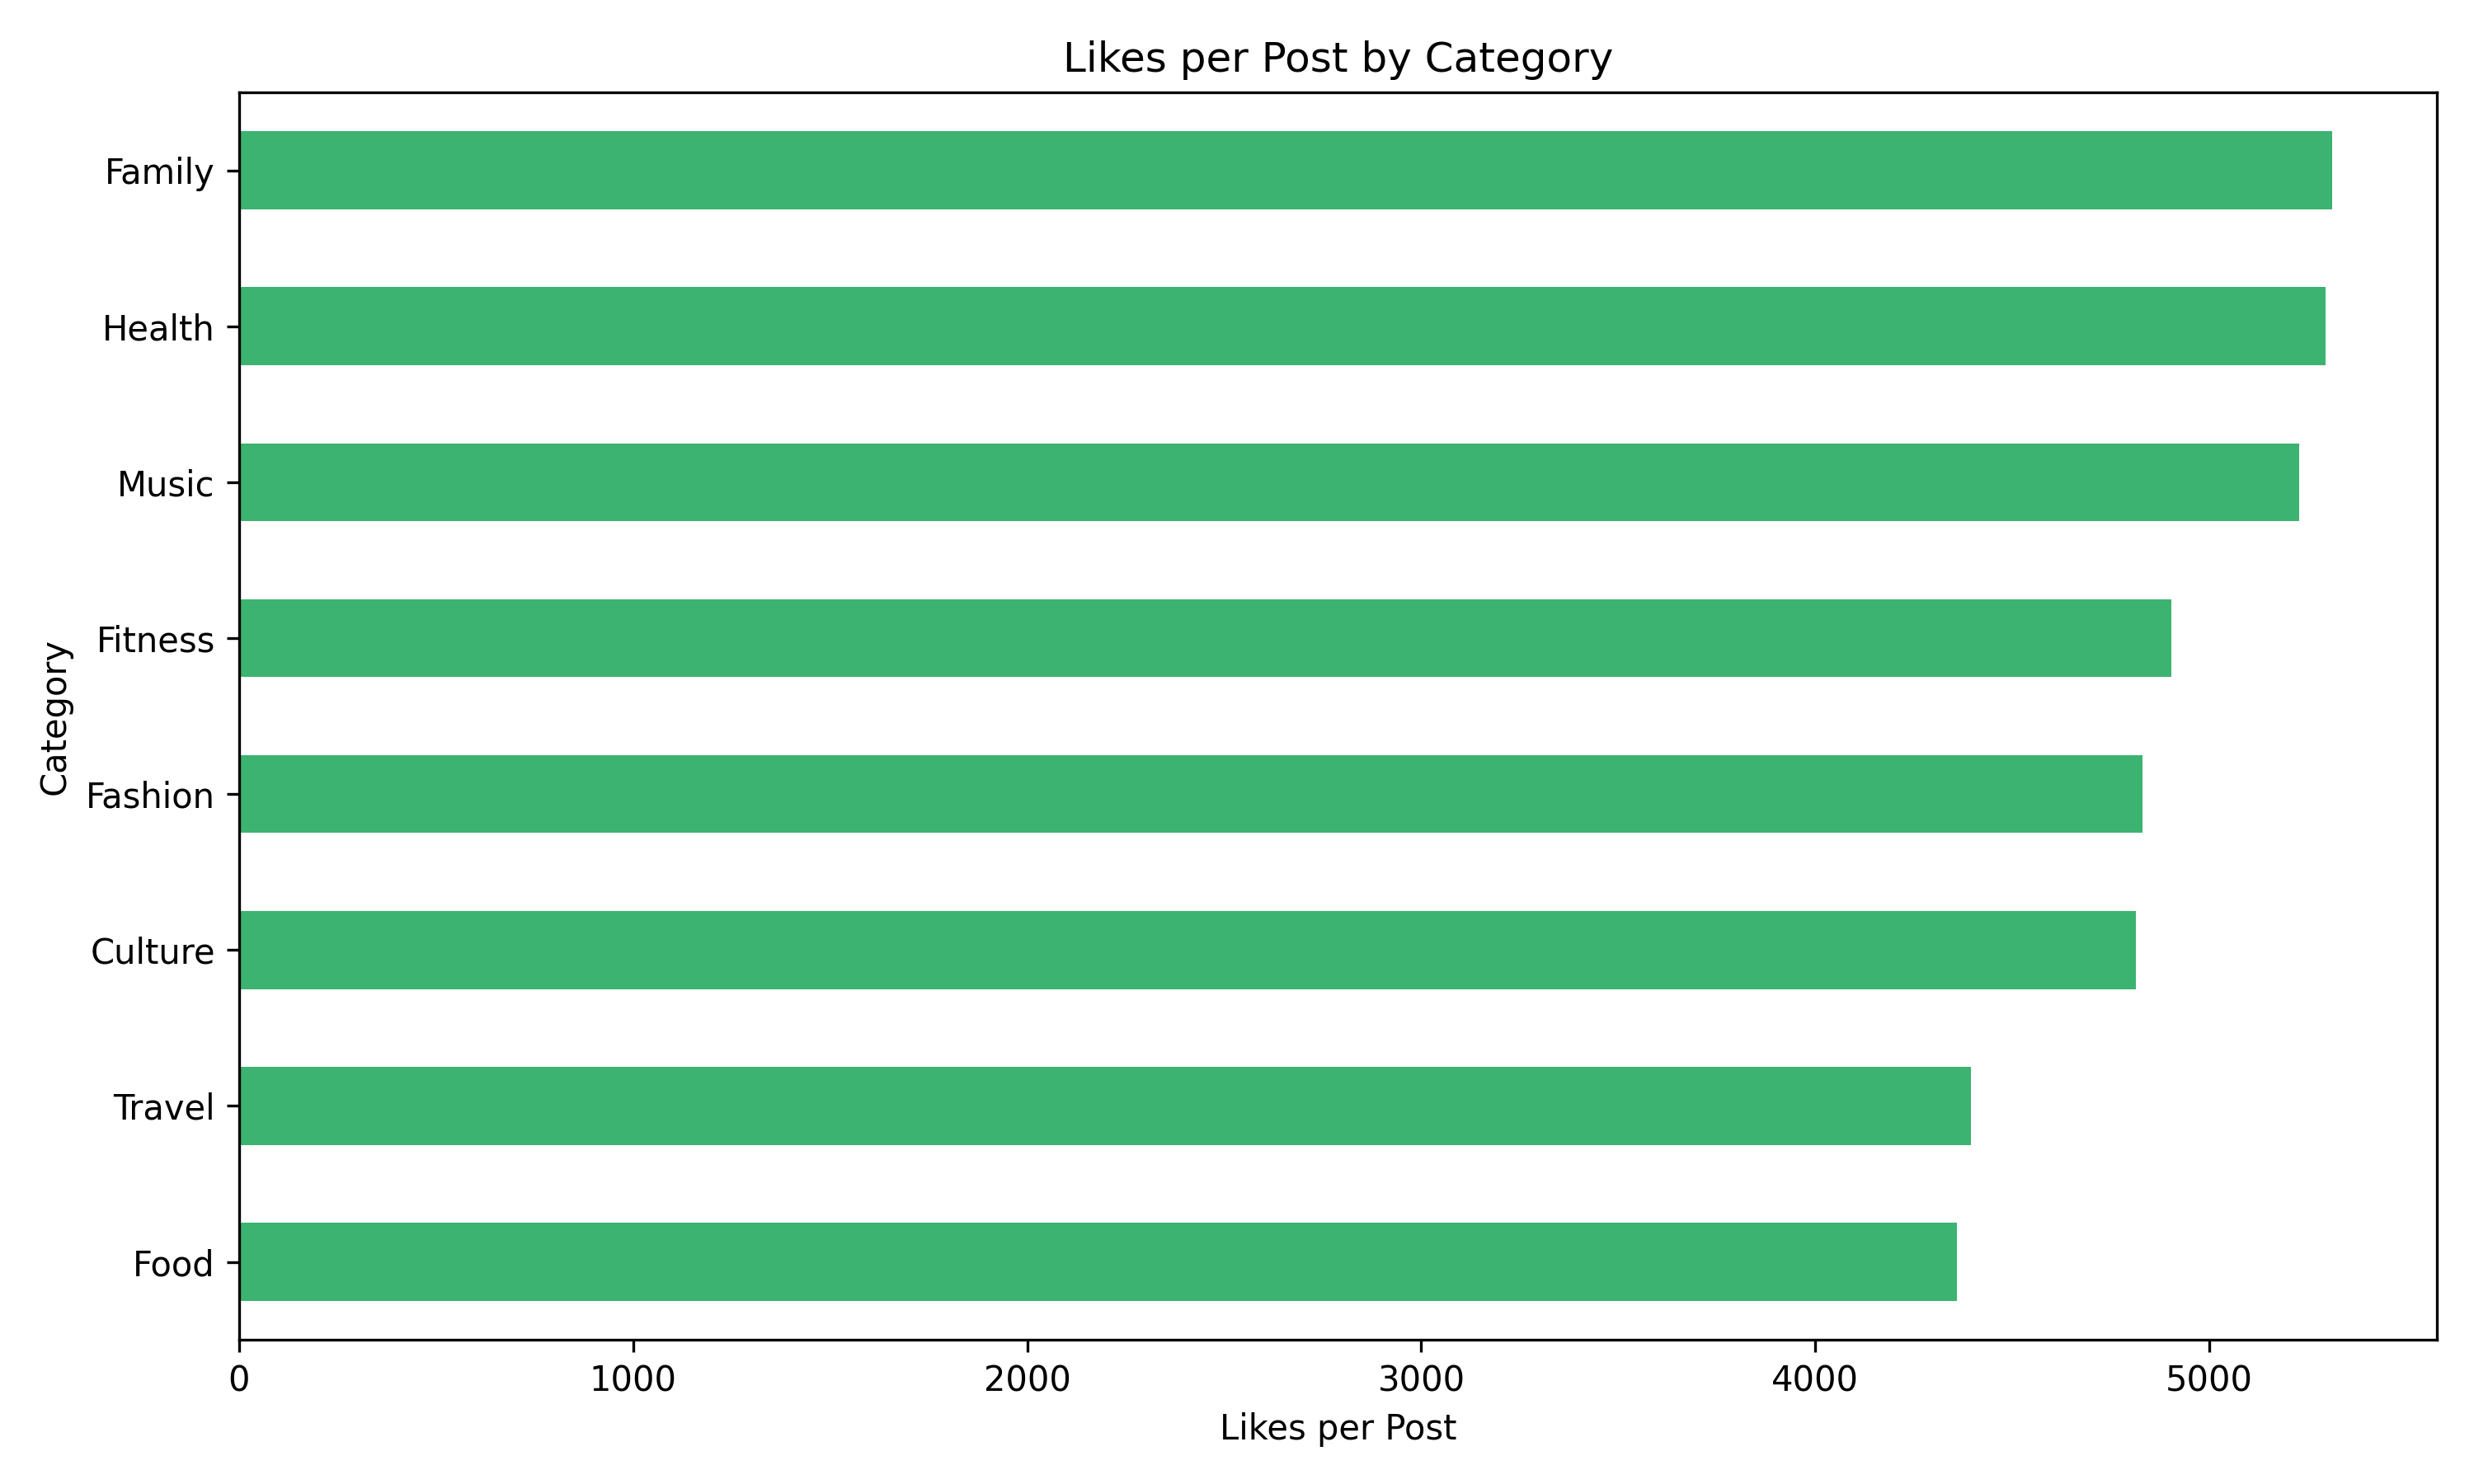 Likes per Post by Category
Category
Family
Health
Music
Fitness
Fashion
Culture
Travel
Food
0 1000 2000 3000 4000 5000
Likes per Post